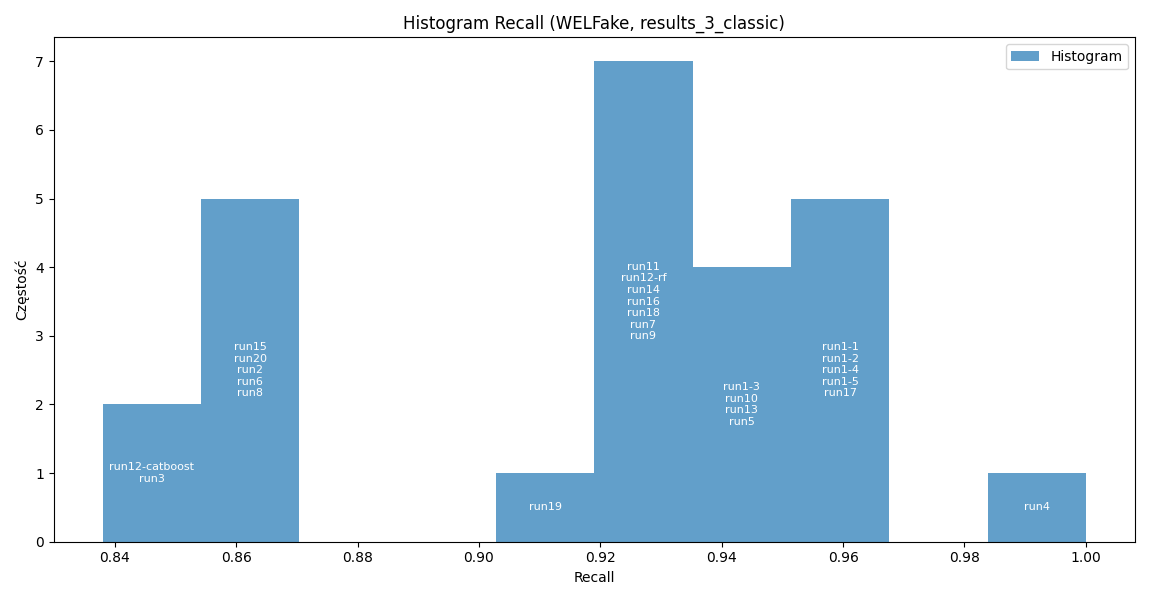 Histogram Recall (WELFake, results_3_classic)
Histogram
7
6
5
4
3
2
1
0
Częstość
run12-catboost
run3
run15
run20
run2
run6
run8
run19
run11
run12-rf
run14
run16
run18
run7
run9
run1-3
run10
run13
run5
run1-1
run1-2
run1-4
run1-5
run17
run4
0.84 0.86 0.88 0.90 0.92 0.94 0.96 0.98 1.00
Recall